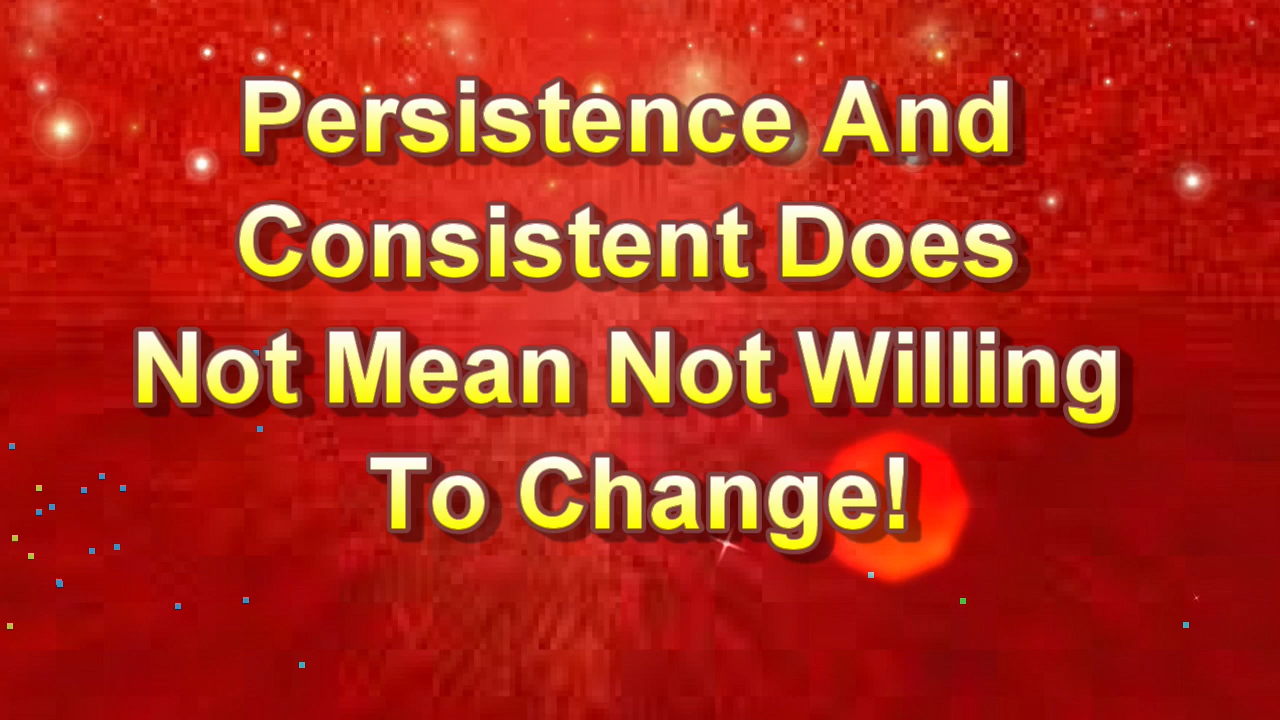 Persistence And
Consistent Does
Not Mean Not Willing
To Change!